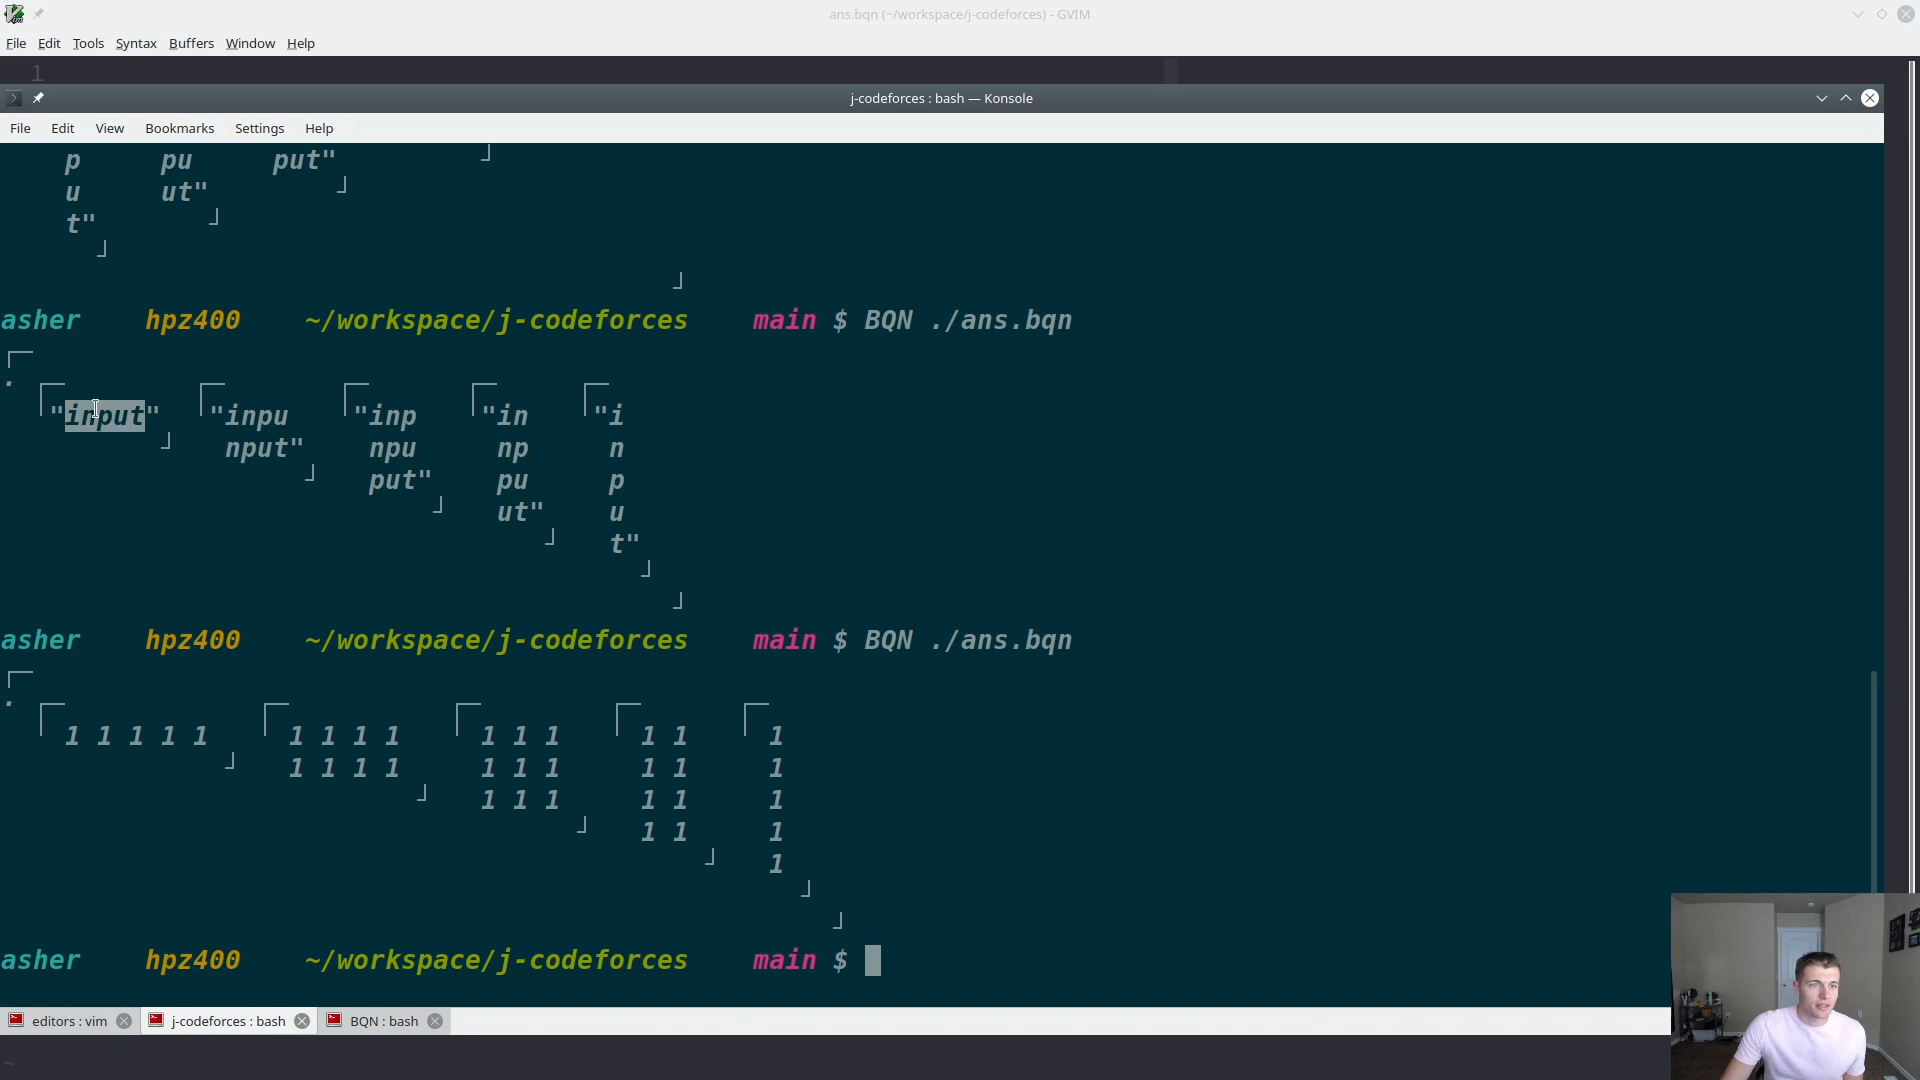 ans.bqn (~/workspace/j-codeforces) - GVIM
File Edit Tools Syntax Buffers Window Help
1
j-codeforces : bash — Konsole
File Edit View Bookmarks Settings Help
p pu put" ┘
u ut" ┘
t" ┘
┘
┘
asher hpz400 ~/workspace/j-codeforces main $ BQN ./ans.bqn
┌─
· ┌─ ┌─ ┌─ ┌─ ┌─
"input" "inpu "inp "in "i
┘ nput" npu np n
┘ put" pu p
┘ ut" u
┘ t"
┘
┘
asher hpz400 ~/workspace/j-codeforces main $ BQN ./ans.bqn
┌─
· ┌─ ┌─ ┌─ ┌─ ┌─
1 1 1 1 1 1 1 1 1 1 1 1 1 1 1
┘ 1 1 1 1 1 1 1 1 1 1
┘ 1 1 1 1 1 1
┘ 1 1 1
┘ 1
┘
┘
asher hpz400 ~/workspace/j-codeforces main $
editors : vim j-codeforces : bash BQN : bash
~